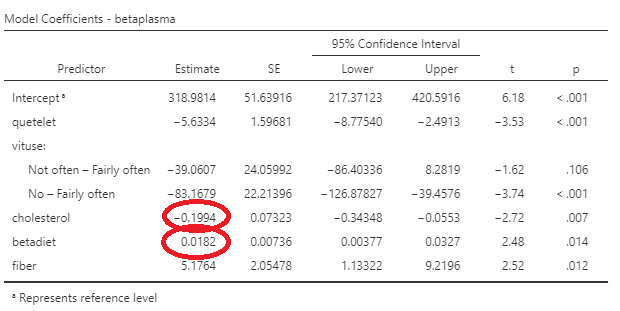 Model Coefficients - betaplasma
95% Confidence Interval
Predictor Estimate SE Lower Upper t p
Intercept ª 318.9814 51.63916 217.37123 420.5916 6.18 < .001
quetelet −5.6334 1.59681 −8.77540 −2.4913 −3.53 < .001
vituse:
Not often – Fairly often −39.0607 24.05992 −86.40336 8.2819 −1.62 .106
No – Fairly often −83.1679 22.21396 −126.87827 −39.4576 −3.74 < .001
cholesterol −0.1994 0.07323 −0.34348 −0.0553 −2.72 .007
betadiet 0.0182 0.00736 0.00377 0.0327 2.48 .014
fiber 5.1764 2.05478 1.13322 9.2196 2.52 .012
ª Represents reference level